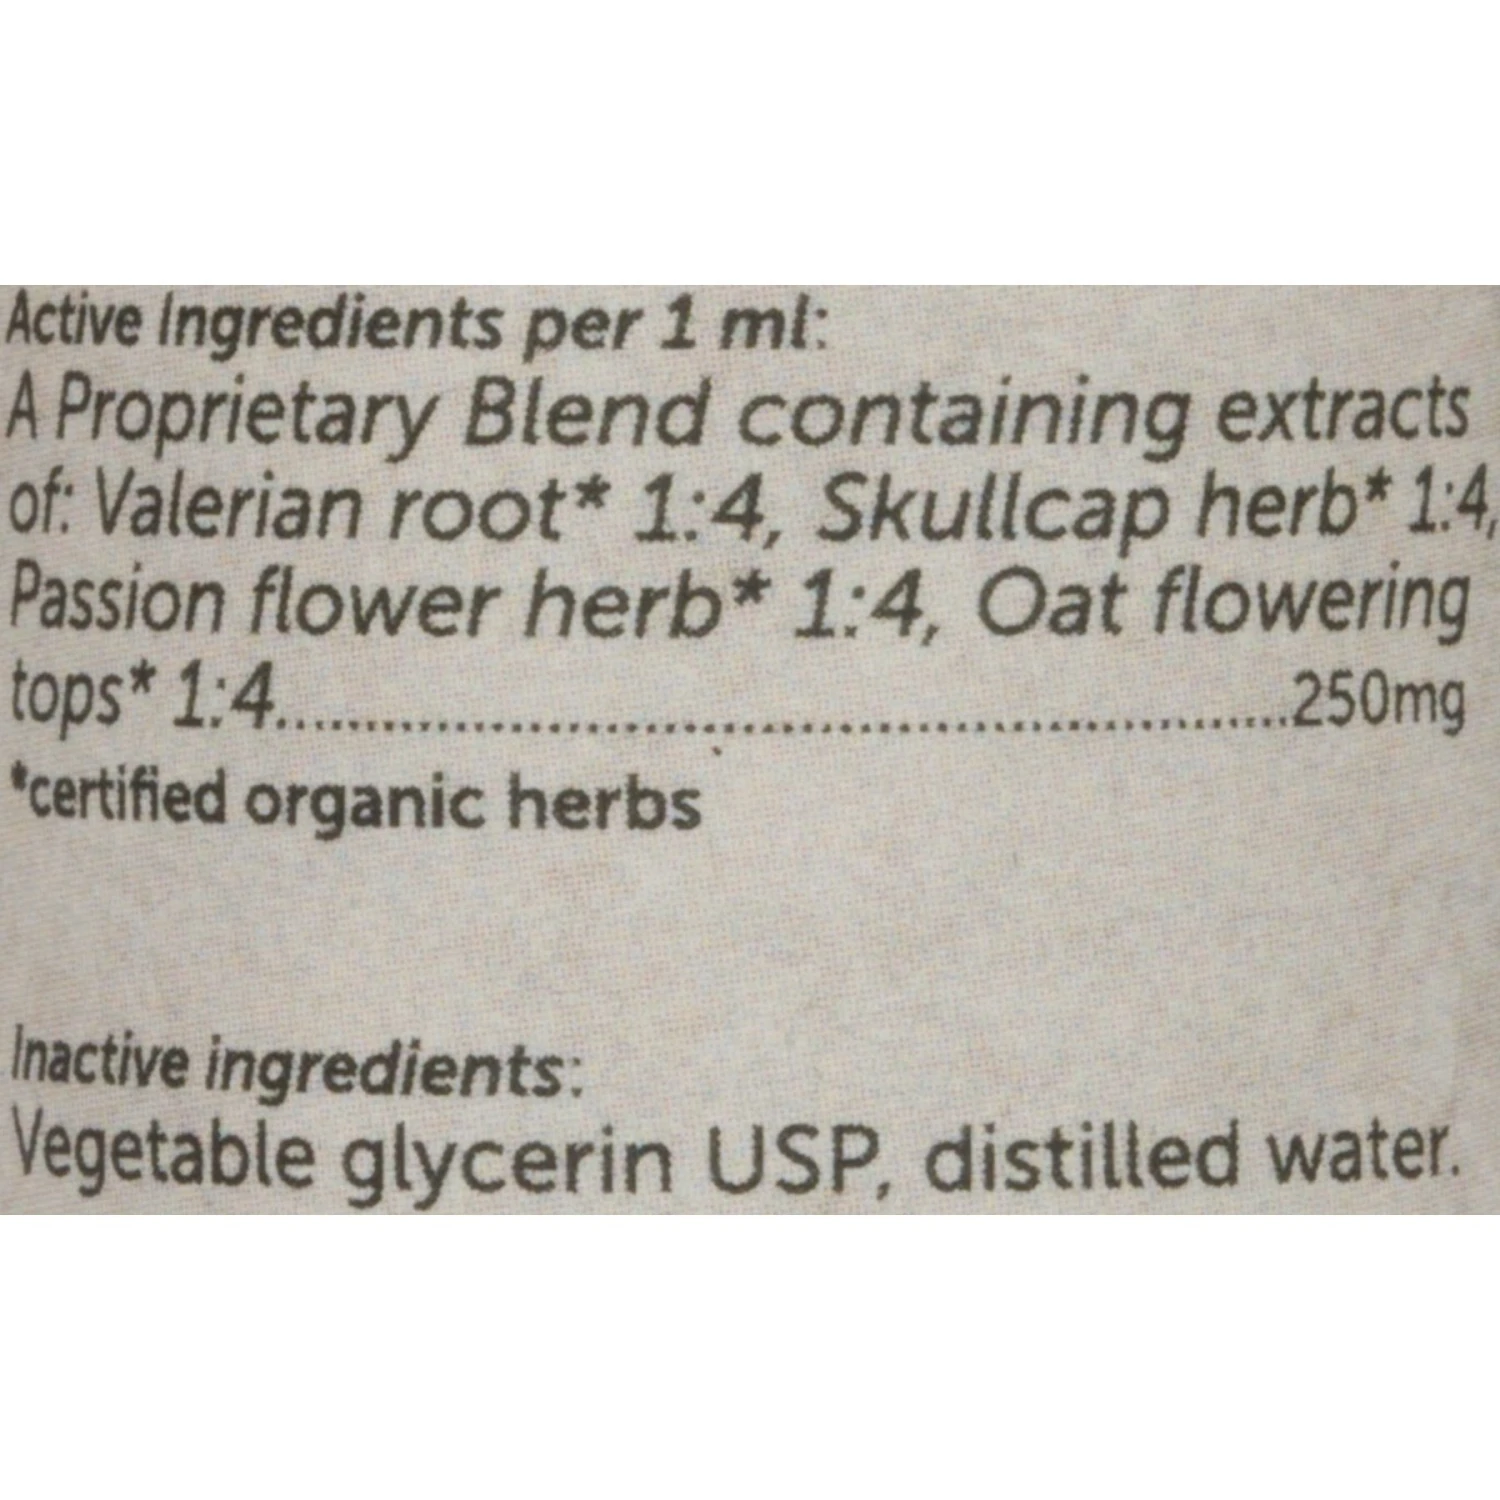 Active Ingredients per 1 ml:
A Proprietary Blend containing extracts
of: Valerian root* 1:4, Skullcap herb* 1:4,
Passion flower herb* 1:4, Oat flowering
tops* 1:4..........................................................250mg
*certified organic herbs
Inactive ingredients:
Vegetable glycerin USP, distilled water.